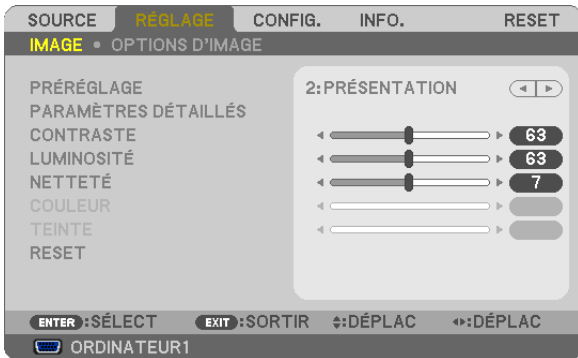 SOURCE RÉGLAGE CONFIG. INFO. RESET
IMAGE • OPTIONS D'IMAGE
PRÉRÉGLAGE 2:PRÉSENTATION
PARAMÈTRES DÉTAILLÉS
CONTRASTE 63
LUMINOSITÉ 63
NETTETÉ 7
COULEUR
TEINTE
RESET
ENTER :SÉLECT EXIT :SORTIR :DÉPLAC :DÉPLAC
ORDINATEUR1